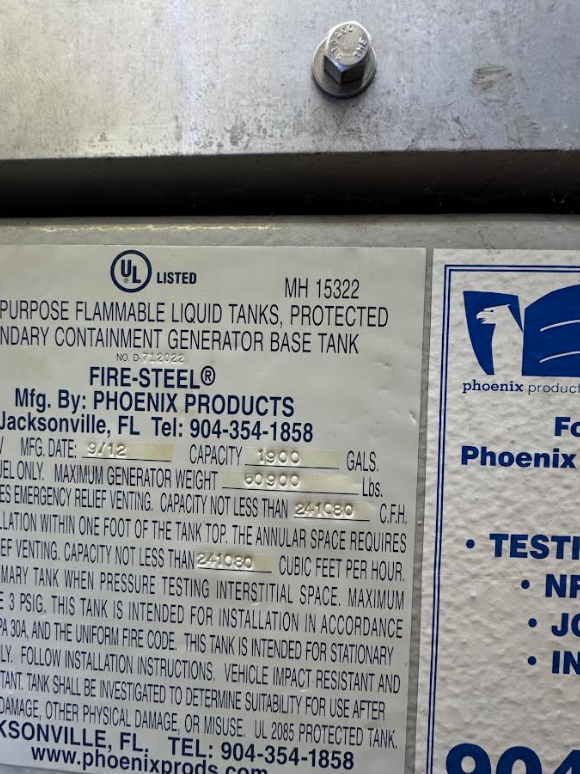 UL LISTED MH 15322
PURPOSE FLAMMABLE LIQUID TANKS, PROTECTED
NDARY CONTAINMENT GENERATOR BASE TANK
NO. D-712022
FIRE-STEEL®
Mfg. By: PHOENIX PRODUCTS
Jacksonville, FL Tel: 904-354-1858
MFG. DATE: 9/12 CAPACITY 1900 GALS.
UEL ONLY. MAXIMUM GENERATOR WEIGHT 60900 Lbs.
ES EMERGENCY RELIEF VENTING. CAPACITY NOT LESS THAN 241080 C.F.H.
LLATION WITHIN ONE FOOT OF THE TANK TOP. THE ANNULAR SPACE REQUIRES
EF VENTING. CAPACITY NOT LESS THAN 241080 CUBIC FEET PER HOUR.
MARY TANK WHEN PRESSURE TESTING INTERSTITIAL SPACE. MAXIMUM
E 3 PSIG. THIS TANK IS INTENDED FOR INSTALLATION IN ACCORDANCE
PA 30A, AND THE UNIFORM FIRE CODE. THIS TANK IS INTENDED FOR STATIONARY
LY. FOLLOW INSTALLATION INSTRUCTIONS. VEHICLE IMPACT RESISTANT AND
TANT. TANK SHALL BE INVESTIGATED TO DETERMINE SUITABILITY FOR USE AFTER
DAMAGE, OTHER PHYSICAL DAMAGE, OR MISUSE. UL 2085 PROTECTED TANK.
KSONVILLE, FL. TEL: 904-354-1858
www.phoenixprods.com
phoenix product
Fo
Phoenix
• TESTI
• NF
• JO
• IN
904